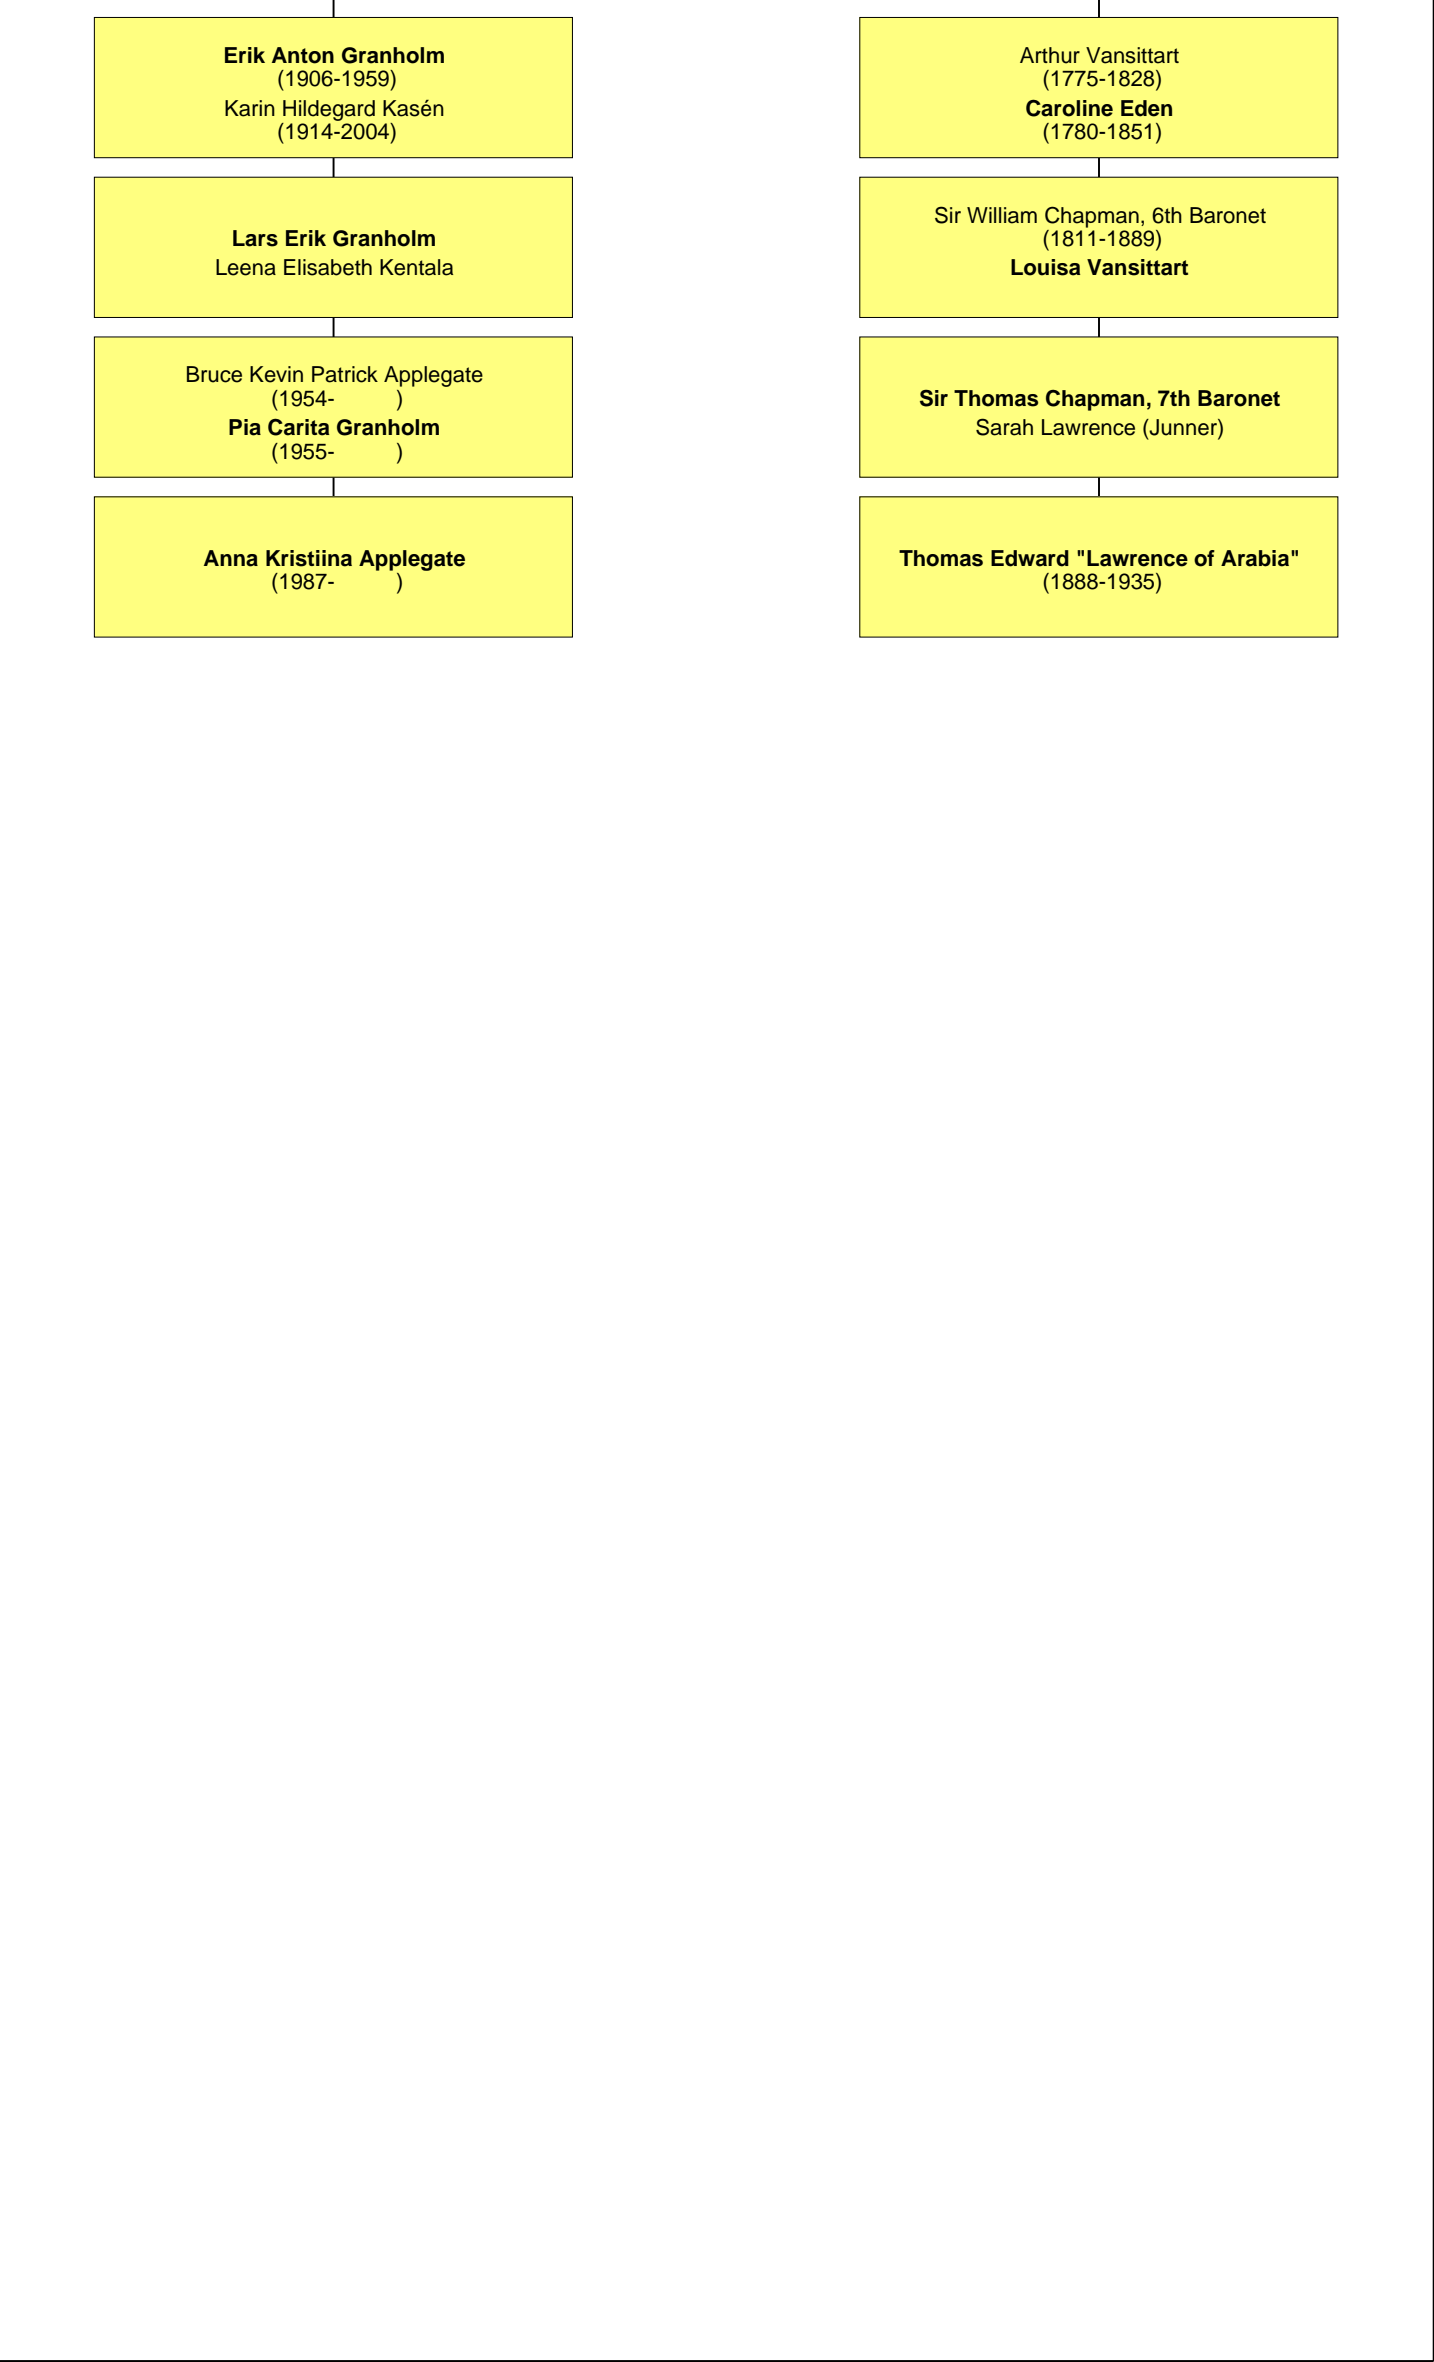 Erik Anton Granholm
(1906-1959)
Karin Hildegard Kasén
(1914-2004)
Lars Erik Granholm
Leena Elisabeth Kentala
Bruce Kevin Patrick Applegate
(1954- )
Pia Carita Granholm
(1955- )
Anna Kristiina Applegate
(1987- )
Arthur Vansittart
(1775-1828)
Caroline Eden
(1780-1851)
Sir William Chapman, 6th Baronet
(1811-1889)
Louisa Vansittart
Sir Thomas Chapman, 7th Baronet
Sarah Lawrence (Junner)
Thomas Edward "Lawrence of Arabia"
(1888-1935)